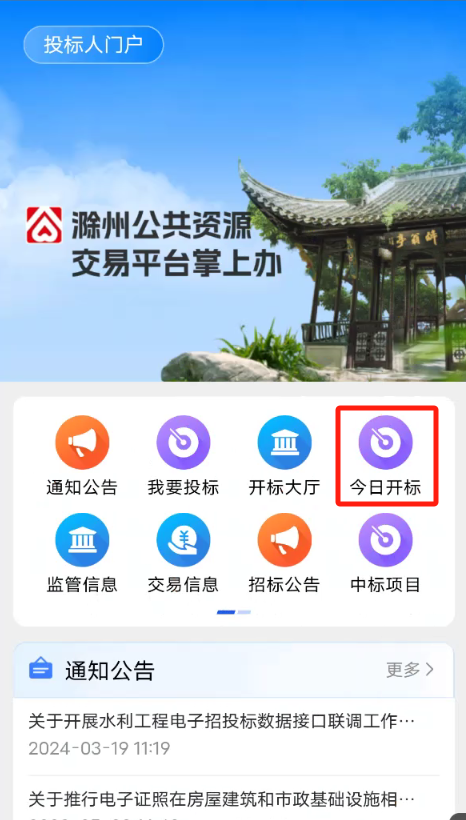 投标人门户
滁州公共资源
交易平台掌上办
通知公告
我要投标
开标大厅
今日开标
监管信息
交易信息
招标公告
中标项目
通知公告
更多
关于开展水利工程电子招投标数据接口联调工作…
2024-03-19 11:19
关于推行电子证照在房屋建筑和市政基础设施相…